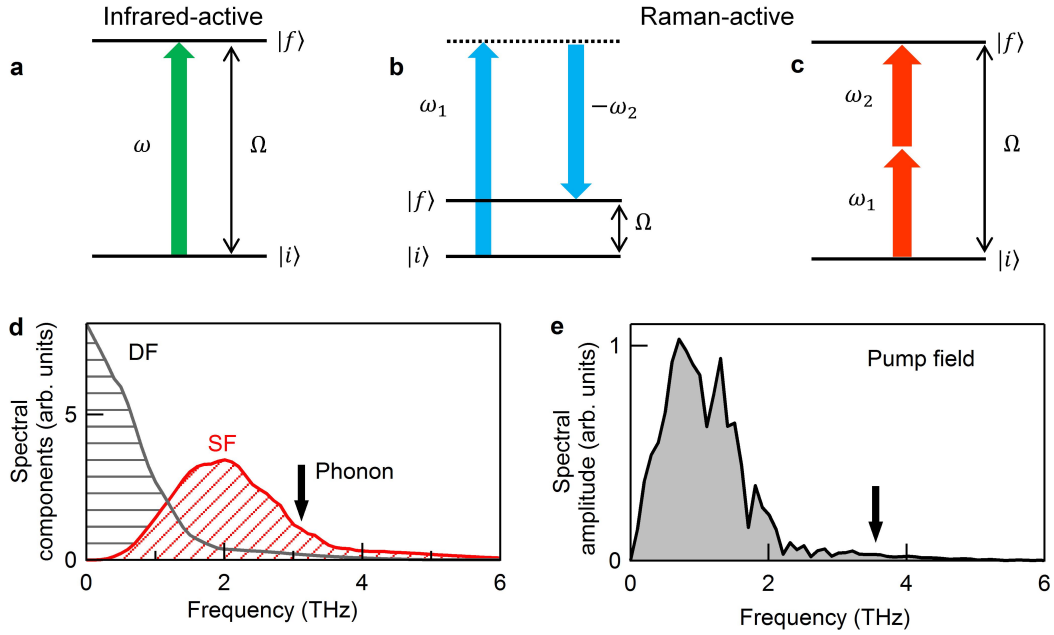 Infrared-active
Raman-active
a
|f⟩
ω
Ω
|i⟩
b
ω₁
−ω₂
|f⟩
Ω
|i⟩
c
|f⟩
ω₂
Ω
ω₁
|i⟩
d
Spectral
components (arb. units)
5
0
DF
SF
Phonon
0
2
4
6
Frequency (THz)
e
Spectral
amplitude (arb. units)
1
0
Pump field
0
2
4
6
Frequency (THz)